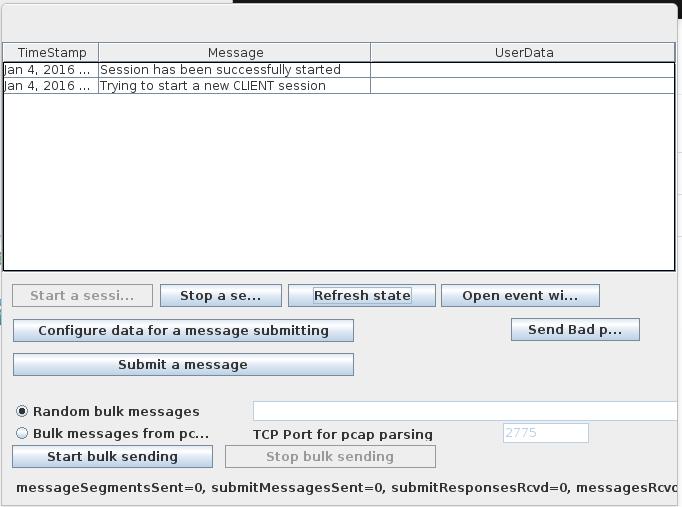 TimeStamp Message UserData
Jan 4, 2016 ... Session has been successfully started
Jan 4, 2016 ... Trying to start a new CLIENT session
Start a sessi... Stop a se... Refresh state Open event wi...
Configure data for a message submitting Send Bad p...
Submit a message
Random bulk messages
Bulk messages from pc... TCP Port for pcap parsing 2775
Start bulk sending Stop bulk sending
messageSegmentsSent=0, submitMessagesSent=0, submitResponsesRcvd=0, messagesRcvd